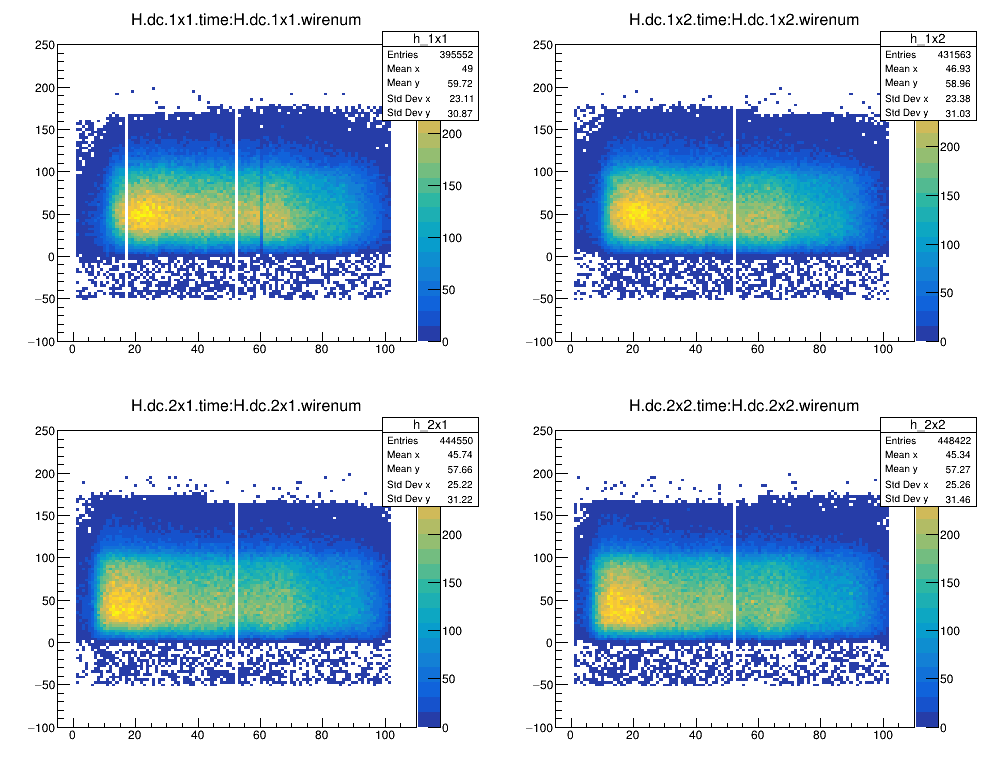 H.dc.1x1.time:H.dc.1x1.wirenum
h_1x1
Entries 395552
Mean x 49
Mean y 59.72
Std Dev x 23.11
Std Dev y 30.87
250
200
150
100
50
0
−50
−100
0 20 40 60 80 100
200
150
100
50
0
H.dc.1x2.time:H.dc.1x2.wirenum
h_1x2
Entries 431563
Mean x 46.93
Mean y 58.96
Std Dev x 23.38
Std Dev y 31.03
250
200
150
100
50
0
−50
−100
0 20 40 60 80 100
200
150
100
50
0
H.dc.2x1.time:H.dc.2x1.wirenum
h_2x1
Entries 444550
Mean x 45.74
Mean y 57.66
Std Dev x 25.22
Std Dev y 31.22
250
200
150
100
50
0
−50
−100
0 20 40 60 80 100
200
150
100
50
0
H.dc.2x2.time:H.dc.2x2.wirenum
h_2x2
Entries 448422
Mean x 45.34
Mean y 57.27
Std Dev x 25.26
Std Dev y 31.46
250
200
150
100
50
0
−50
−100
0 20 40 60 80 100
200
150
100
50
0